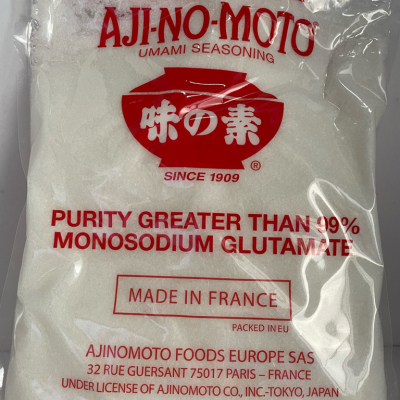 AJI-NO-MOTO®
UMAMI SEASONING
味の素
®
SINCE 1909
PURITY GREATER THAN 99%
MONOSODIUM GLUTAMATE
MADE IN FRANCE
PACKED IN EU
AJINOMOTO FOODS EUROPE SAS
32 RUE GUERSANT 75017 PARIS – FRANCE
UNDER LICENSE OF AJINOMOTO CO., INC.-TOKYO, JAPAN